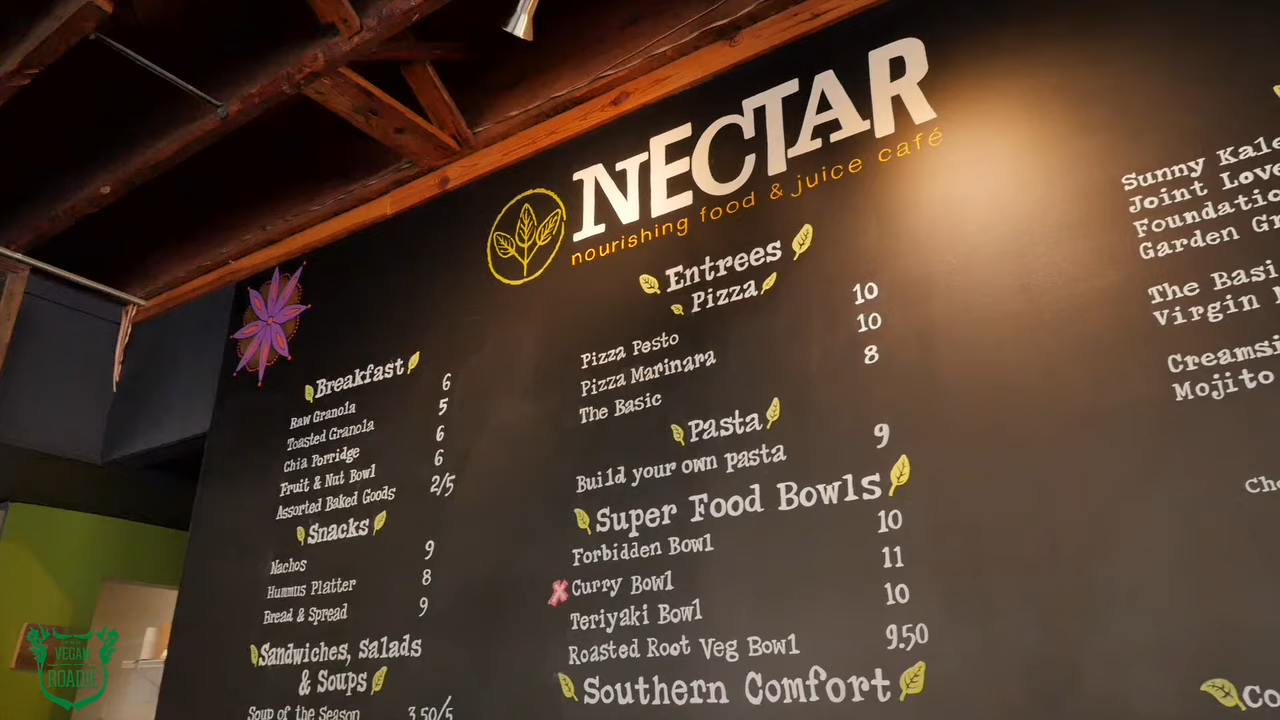 NECTAR
nourishing food & juice café
Breakfast
Raw Granola 6
Toasted Granola 5
Chia Porridge 6
Fruit & Nut Bowl 6
Assorted Baked Goods 2/5
Snacks
Nachos 9
Hummus Platter 8
Bread & Spread 9
Sandwiches, Salads
& Soups
Soup of the Season 3.50/5
Entrees
Pizza
Pizza Pesto 10
Pizza Marinara 10
The Basic 8
Pasta
Build your own pasta 9
Super Food Bowls
Forbidden Bowl 10
X Curry Bowl 11
Teriyaki Bowl 10
Roasted Root Veg Bowl 9.50
Southern Comfort
Sunny Kale
Joint Love
Garden
The
Virgin
Mojito
VEGAN
ROADIE